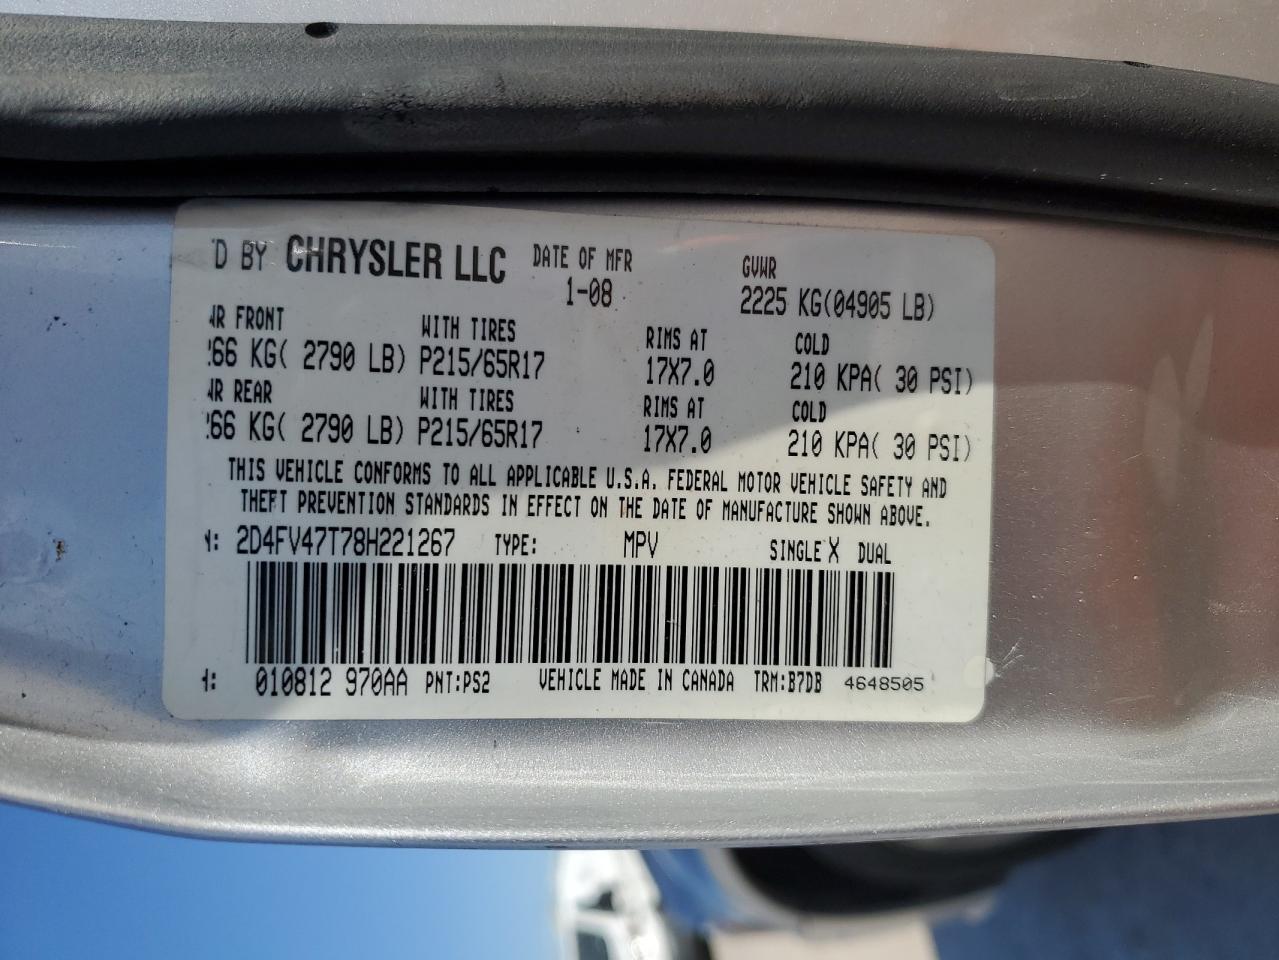 'D BY CHRYSLER LLC DATE OF MFR GVWR
1-08 2225 KG(04905 LB)
WR FRONT WITH TIRES RIMS AT COLD
266 KG( 2790 LB) P215/65R17 17X7.0 210 KPA( 30 PSI)
WR REAR WITH TIRES RIMS AT COLD
266 KG( 2790 LB) P215/65R17 17X7.0 210 KPA( 30 PSI)
THIS VEHICLE CONFORMS TO ALL APPLICABLE U.S.A. FEDERAL MOTOR VEHICLE SAFETY AND
THEFT PREVENTION STANDARDS IN EFFECT ON THE DATE OF MANUFACTURE SHOWN ABOVE.
: 2D4FV47T78H221267 TYPE: MPV SINGLE X DUAL
: 010812 970AA PNT:PS2 VEHICLE MADE IN CANADA TRM:B7DB 4648505